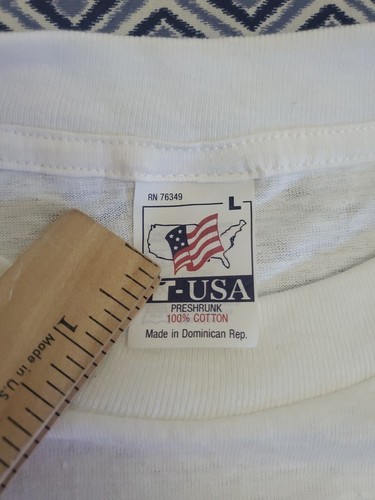 RN 76349
L
T-USA
PRESHRUNK
100% COTTON
Made in Dominican Rep.
1
Made in U.S